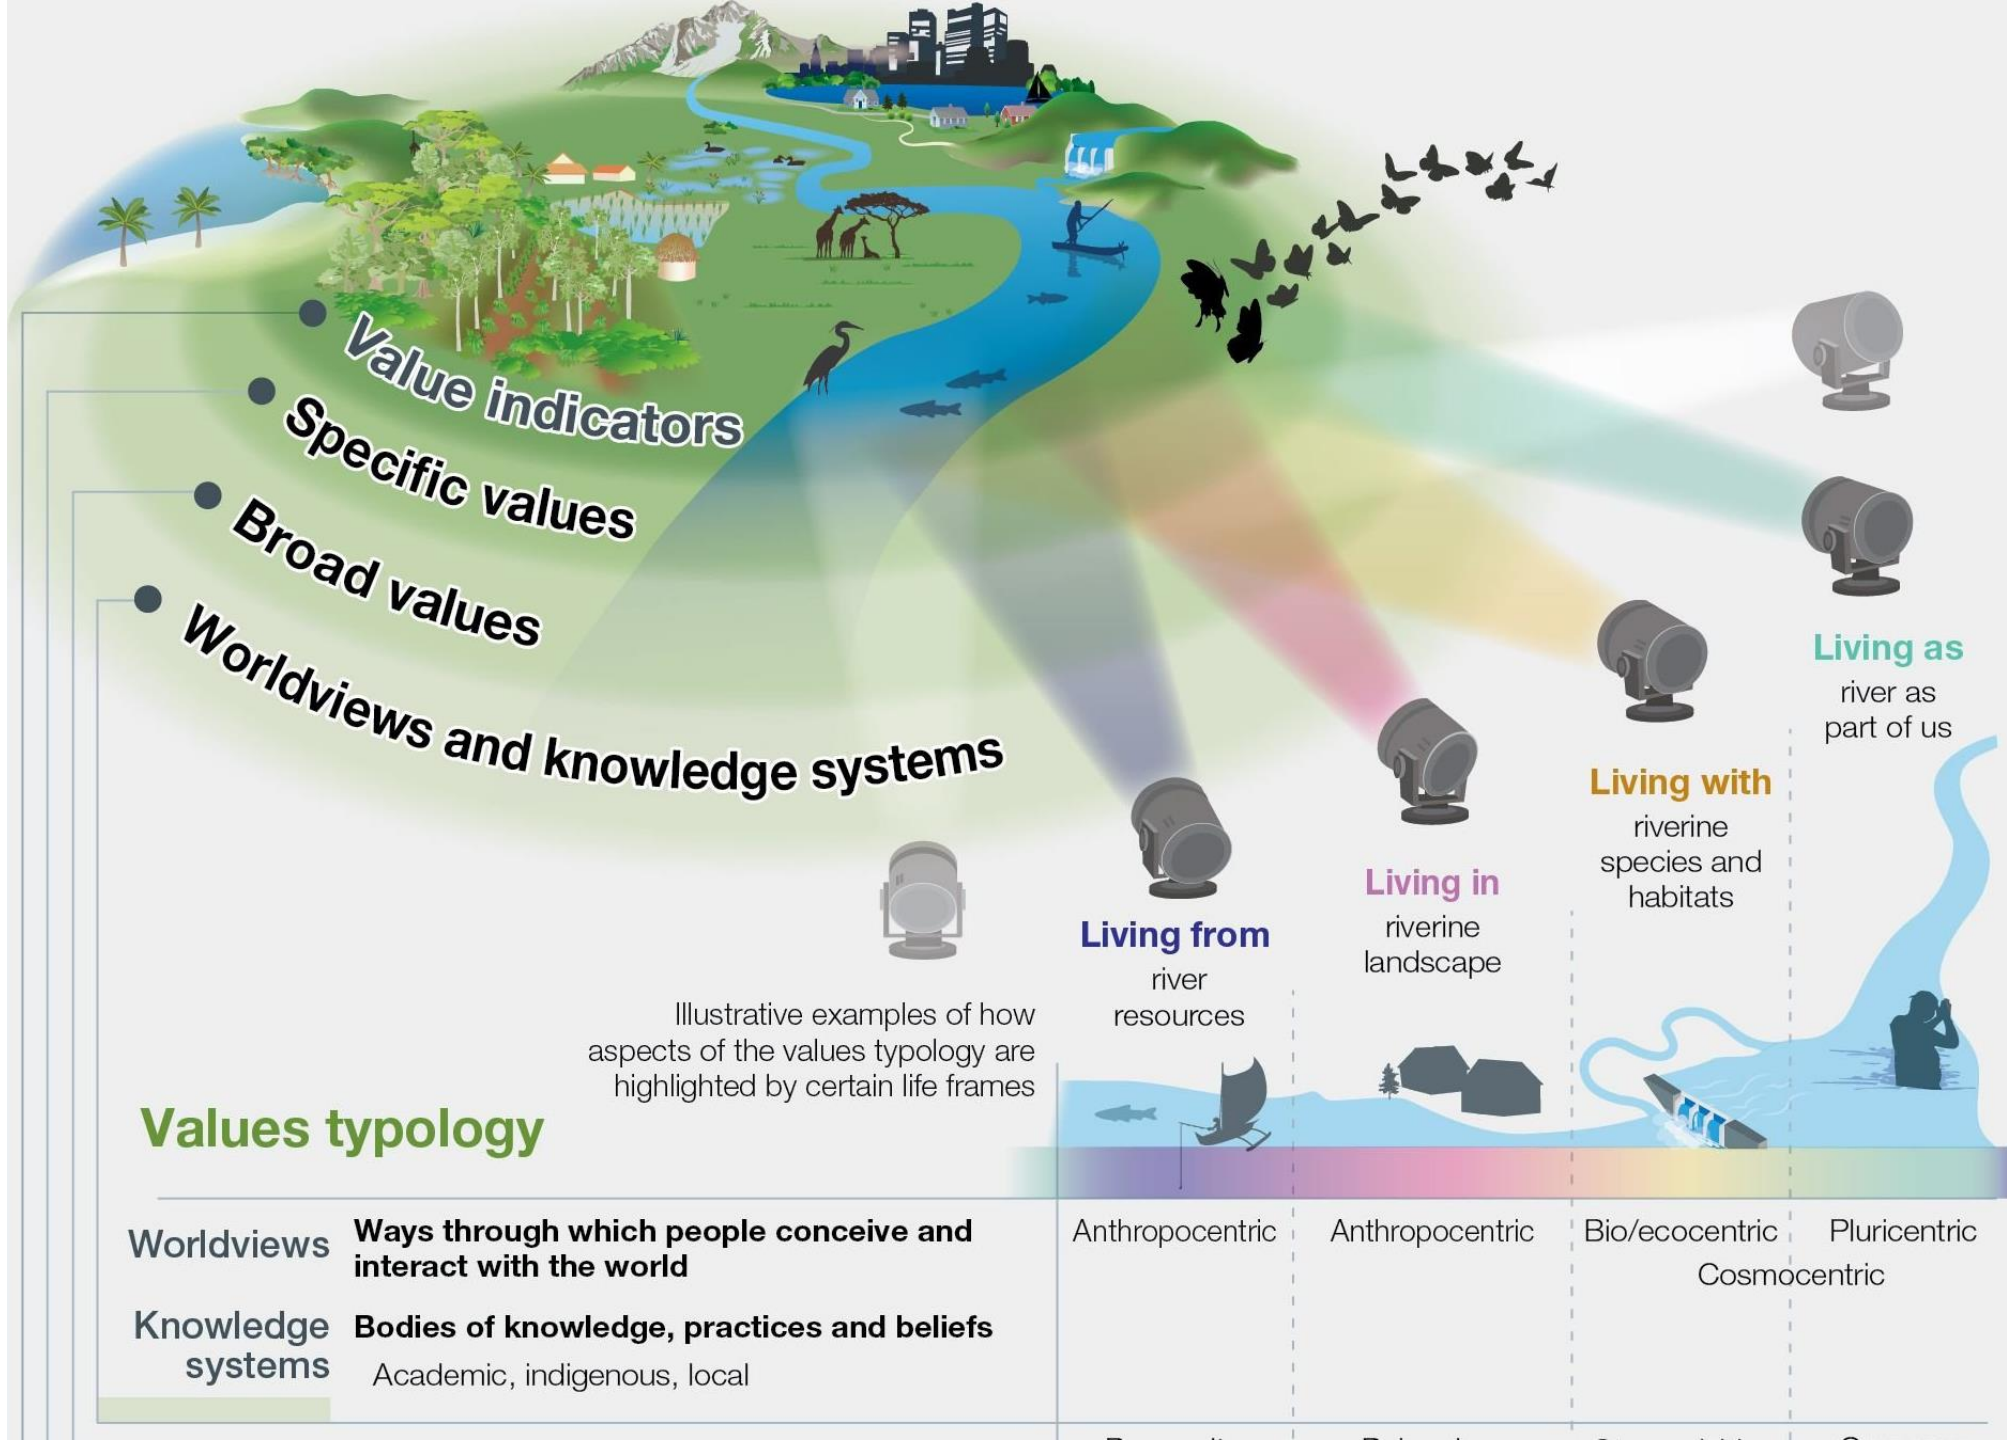 Value indicators
Specific values
Broad values
Worldviews and knowledge systems
Living as
river as
part of us
Living with
riverine
species and
habitats
Living in
riverine
landscape
Living from
river
resources
Illustrative examples of how
aspects of the values typology are
highlighted by certain life frames
Values typology
Worldviews
Ways through which people conceive and
interact with the world
Anthropocentric
Anthropocentric
Bio/ecocentric
Pluricentric
Cosmocentric
Knowledge
systems
Bodies of knowledge, practices and beliefs
Academic, indigenous, local